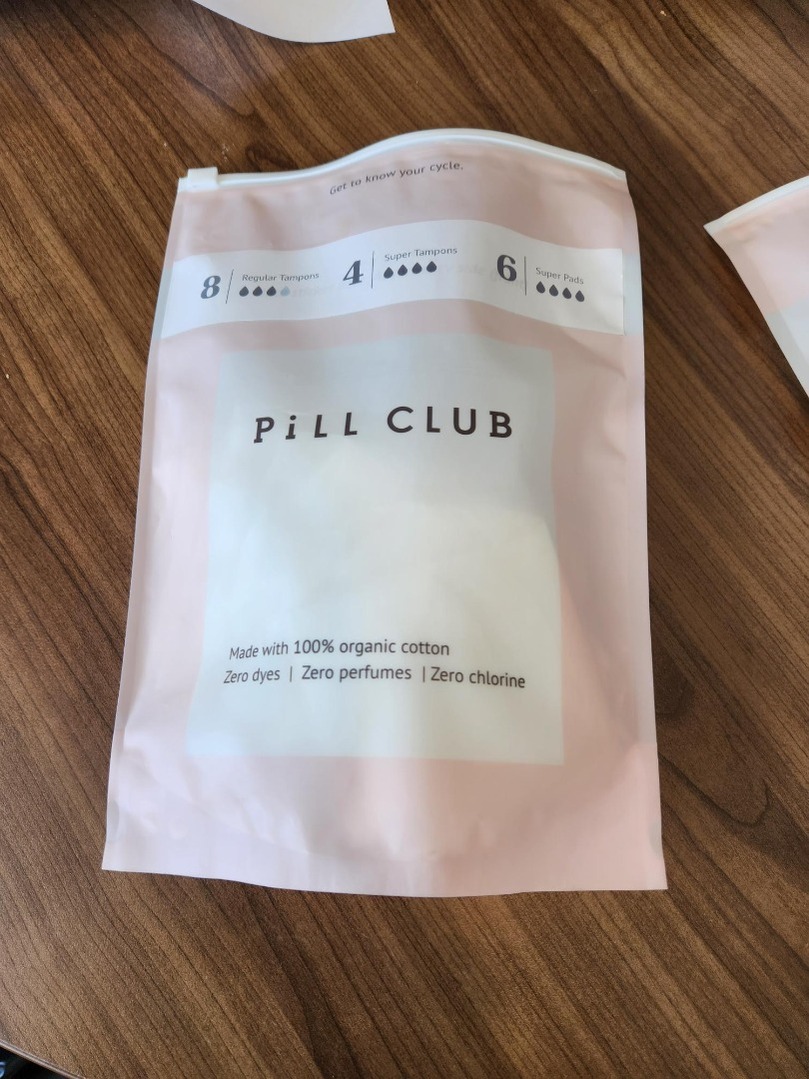 Get to know your cycle.
8 Regular Tampons
4 Super Tampons
6 Super Pads
PiLL CLUB
Made with 100% organic cotton
Zero dyes | Zero perfumes | Zero chlorine